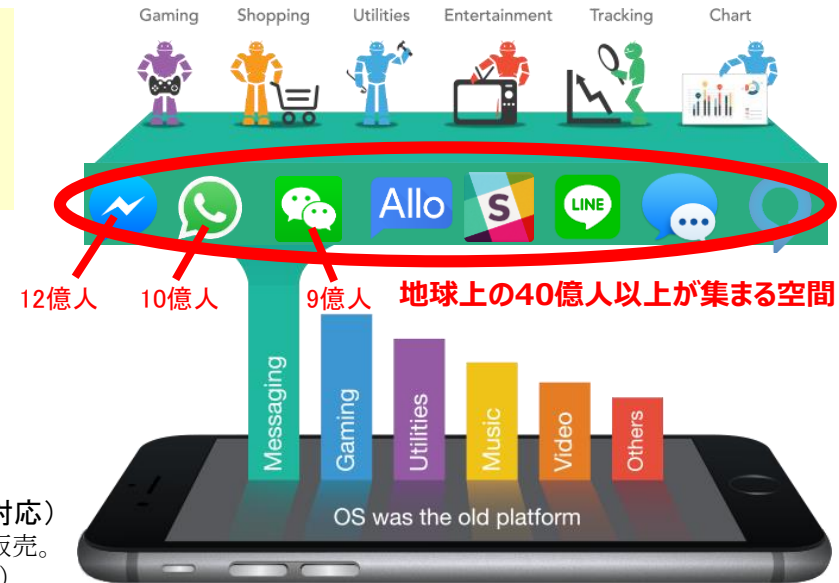 Gaming Shopping Utilities Entertainment Tracking Chart
Allo S LINE
12億人 10億人 9億人 地球上の40億人以上が集まる空間
Messaging Gaming Utilities Music Video Others
OS was the old platform
対応）
販売。
）